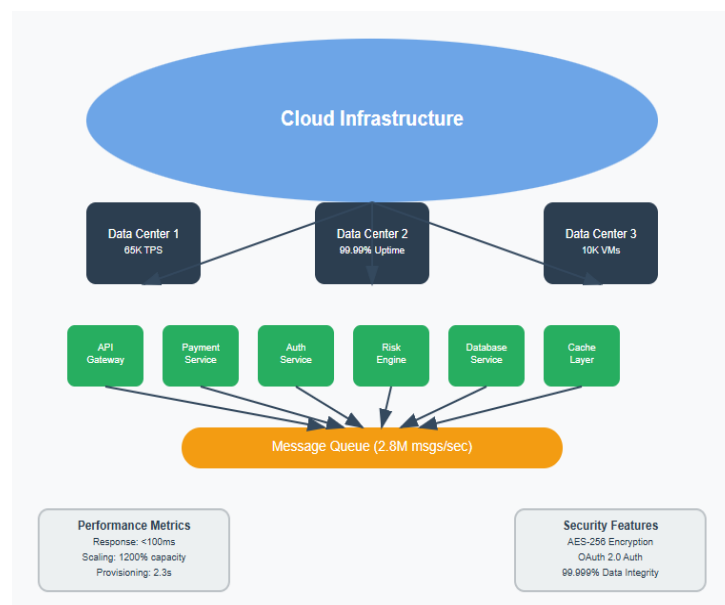 Cloud Infrastructure
Data Center 1
65K TPS
Data Center 2
99.99% Uptime
Data Center 3
10K VMs
API
Gateway
Payment
Service
Auth
Service
Risk
Engine
Database
Service
Cache
Layer
Message Queue (2.8M msgs/sec)
Performance Metrics
Response: <100ms
Scaling: 1200% capacity
Provisioning: 2.3s
Security Features
AES-256 Encryption
OAuth 2.0 Auth
99.999% Data Integrity